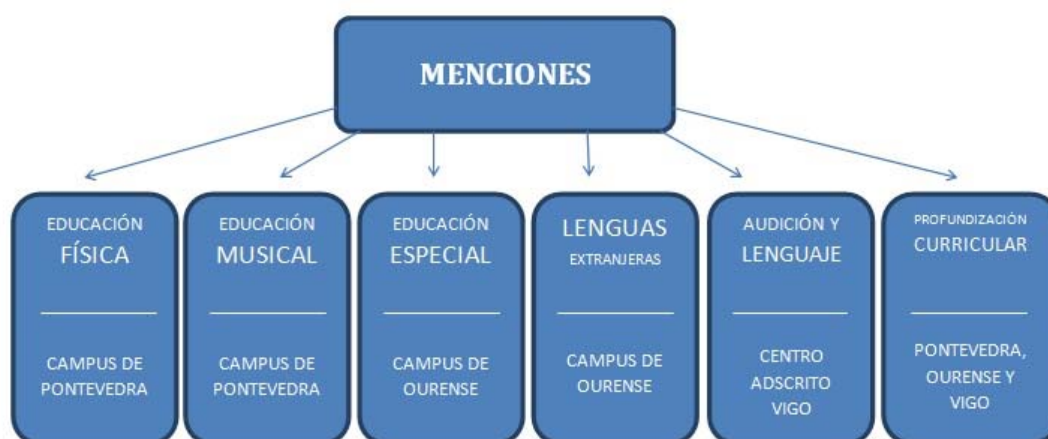 MENCIONES
EDUCACIÓN
FÍSICA
CAMPUS DE
PONTEVEDRA
EDUCACIÓN
MUSICAL
CAMPUS DE
PONTEVEDRA
EDUCACIÓN
ESPECIAL
CAMPUS DE
OURENSE
LENGUAS
EXTRANJERAS
CAMPUS DE
OURENSE
AUDICIÓN Y
LENGUAJE
CENTRO
ADSCRITO
VIGO
PROFUNDIZACIÓN
CURRICULAR
PONTEVEDRA,
OURENSE Y
VIGO